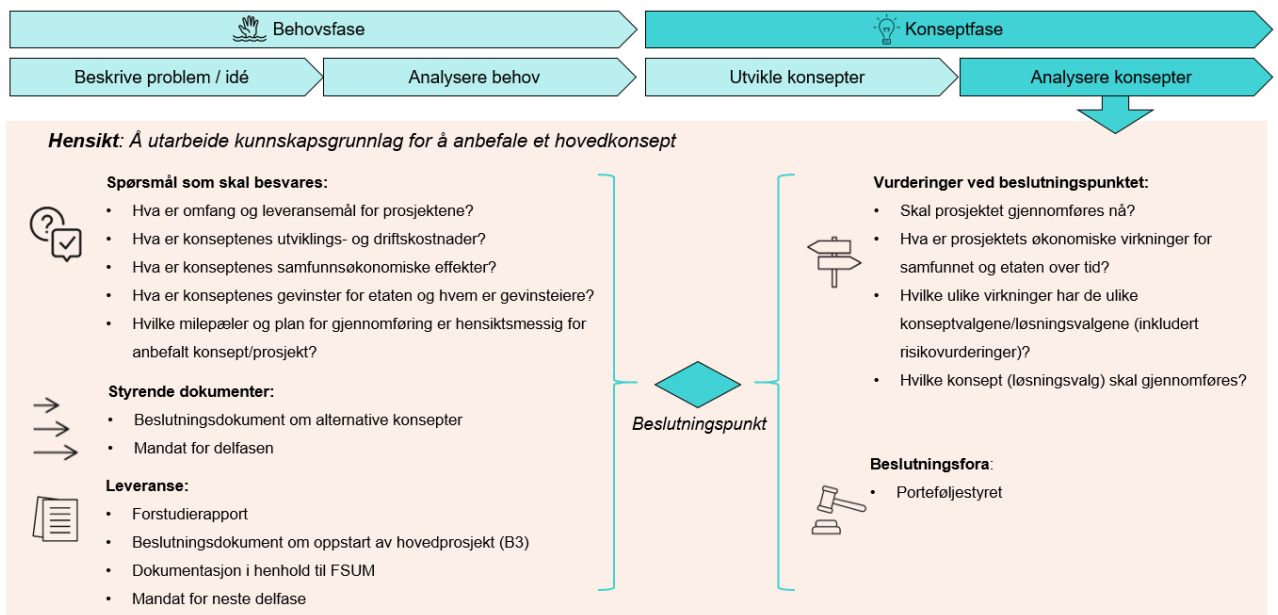 Behovsfase
Konseptfase
Beskrive problem / idé
Analysere behov
Utvikle konsepter
Analysere konsepter
Hensikt: Å utarbeide kunnskapsgrunnlag for å anbefale et hovedkonsept
Spørsmål som skal besvares:
• Hva er omfang og leveransemål for prosjektene?
• Hva er konseptenes utviklings- og driftskostnader?
• Hva er konseptenes samfunnsøkonomiske effekter?
• Hva er konseptenes gevinster for etaten og hvem er gevinsteiere?
• Hvilke milepæler og plan for gjennomføring er hensiktsmessig for
anbefalt konsept/prosjekt?
Styrende dokumenter:
• Beslutningsdokument om alternative konsepter
• Mandat for delfasen
Leveranse:
• Forstudierapport
• Beslutningsdokument om oppstart av hovedprosjekt (B3)
• Dokumentasjon i henhold til FSUM
• Mandat for neste delfase
Beslutningspunkt
Vurderinger ved beslutningspunktet:
• Skal prosjektet gjennomføres nå?
• Hva er prosjektets økonomiske virkninger for
samfunnet og etaten over tid?
• Hvilke ulike virkninger har de ulike
konseptvalgene/løsningsvalgene (inkludert
risikovurderinger)?
• Hvilke konsept (løsningsvalg) skal gjennomføres?
Beslutningsfora:
• Porteføljestyret